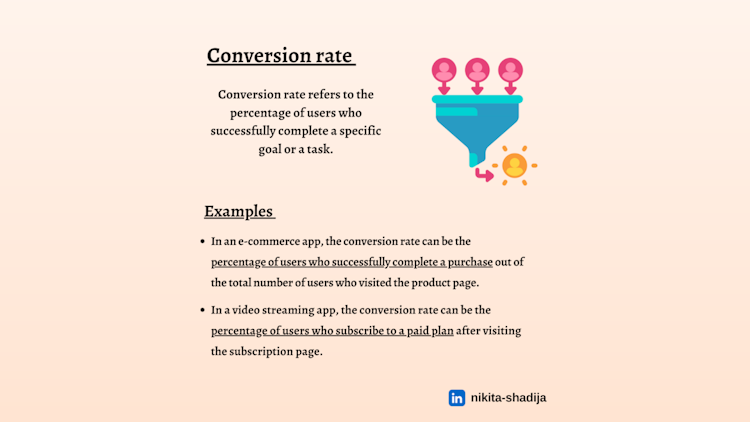 Conversion rate
Conversion rate refers to the
percentage of users who
successfully complete a specific
goal or a task.
Examples
• In an e-commerce app, the conversion rate can be the
percentage of users who successfully complete a purchase out of
the total number of users who visited the product page.
• In a video streaming app, the conversion rate can be the
percentage of users who subscribe to a paid plan after visiting
the subscription page.
in nikita-shadija